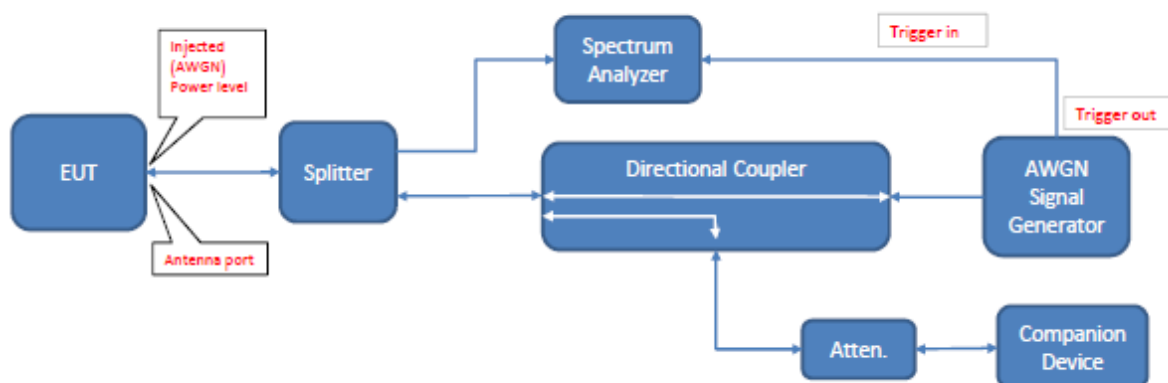 Injected
(AWGN)
Power level
Spectrum
Analyzer
Trigger in
Trigger out
EUT
Splitter
Directional Coupler
AWGN
Signal
Generator
Antenna port
Atten.
Companion
Device